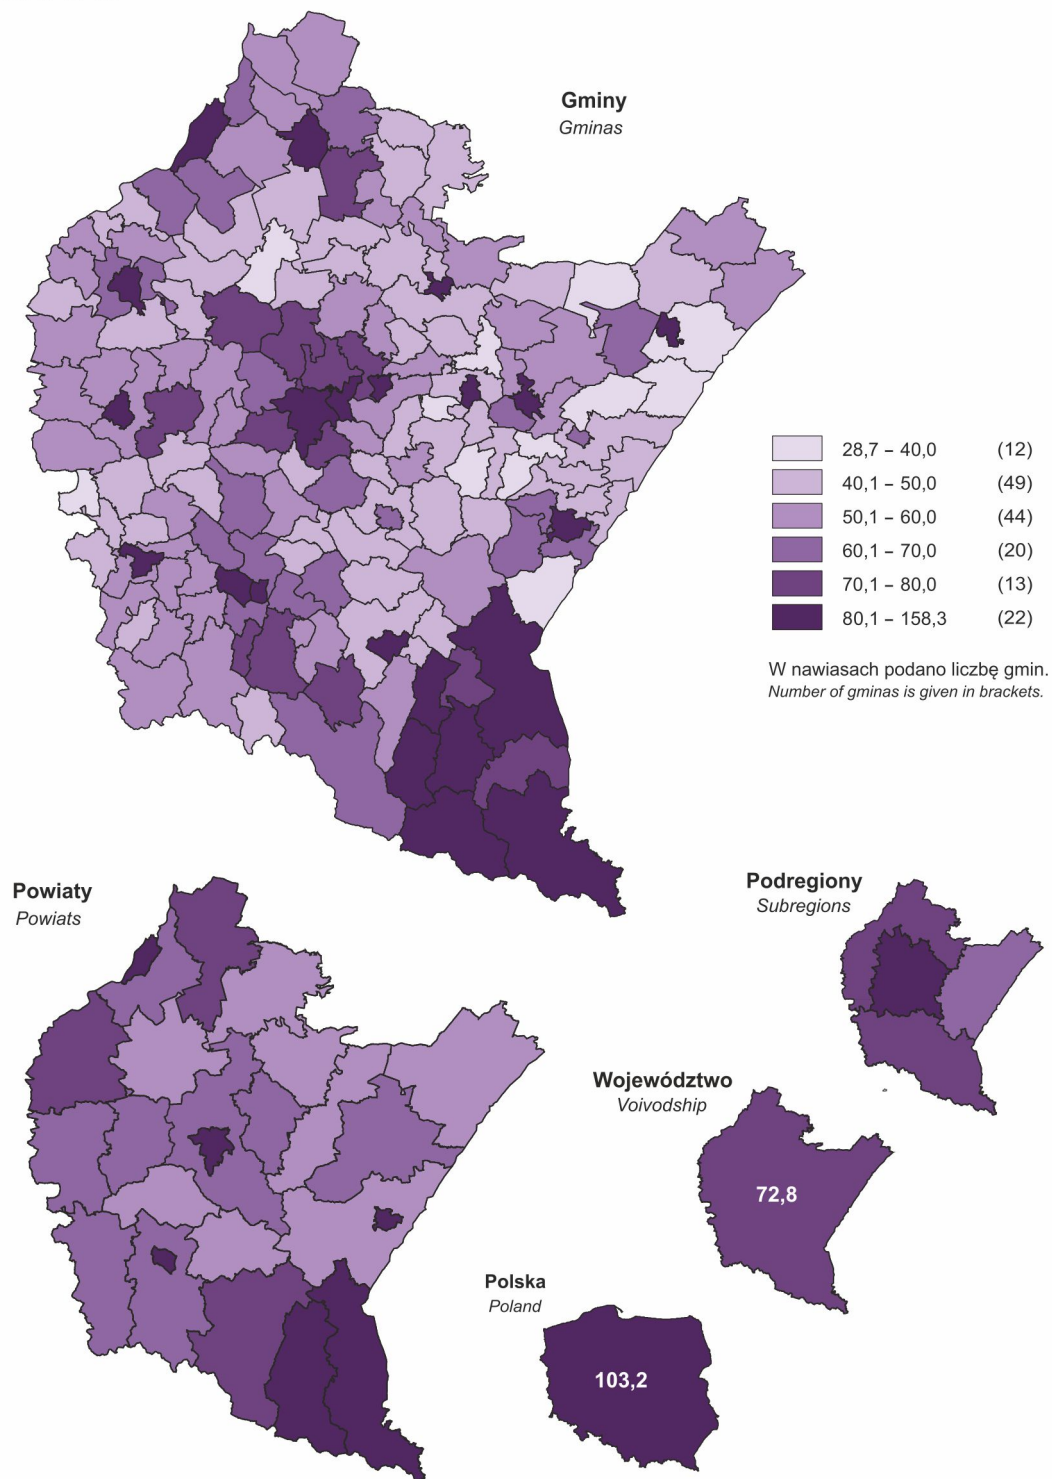 Gminy
Gminas
28,7 – 40,0 (12)
40,1 – 50,0 (49)
50,1 – 60,0 (44)
60,1 – 70,0 (20)
70,1 – 80,0 (13)
80,1 – 158,3 (22)
W nawiasach podano liczbę gmin.
Number of gminas is given in brackets.
Powiaty
Powiats
Podregiony
Subregions
Województwo
Voivodship
72,8
Polska
Poland
103,2